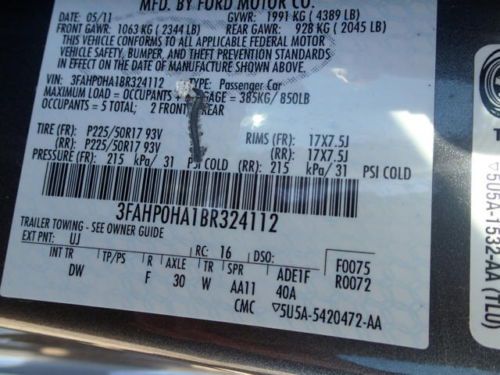 MFD. BY FORD MOTOR CO.
DATE: 05/11 GVWR: 1991 KG (4389 LB)
FRONT GAWR: 1063 KG (2344 LB) REAR GAWR: 928 KG (2045 LB)
THIS VEHICLE CONFORMS TO ALL APPLICABLE FEDERAL MOTOR
VEHICLE SAFETY, BUMPER, AND THEFT PREVENTION STANDARDS
IN EFFECT ON THE DATE OF MANUFACTURE SHOWN ABOVE
VIN: 3FAHP0HA1BR324112 TYPE: Passenger Car
MAXIMUM LOAD = OCCUPANTS + GAGE = 385KG/ 850LB
OCCUPANTS = 5 TOTAL; 2 FRONT REAR
TIRE (FR): P225/50R17 93V RIMS (FR): 17X7.5J
(RR): P225/50R17 93V (RR): 17X7.5J
PRESSURE (FR): 215 kPa/ 31 PSI COLD (RR): 215 kPa/ 31 PSI COLD
3FAHP0HA1BR324112
TRAILER TOWING - SEE OWNER GUIDE
EXT PNT: UJ RC: 16 DSO: F0075
R0072
INT TR TP/PS R AXLE TR SPR ADE1F
DW F 30 W AA11 40A
CMC 5U5A-5420472-AA
5U5A-1532-AA (TLO)